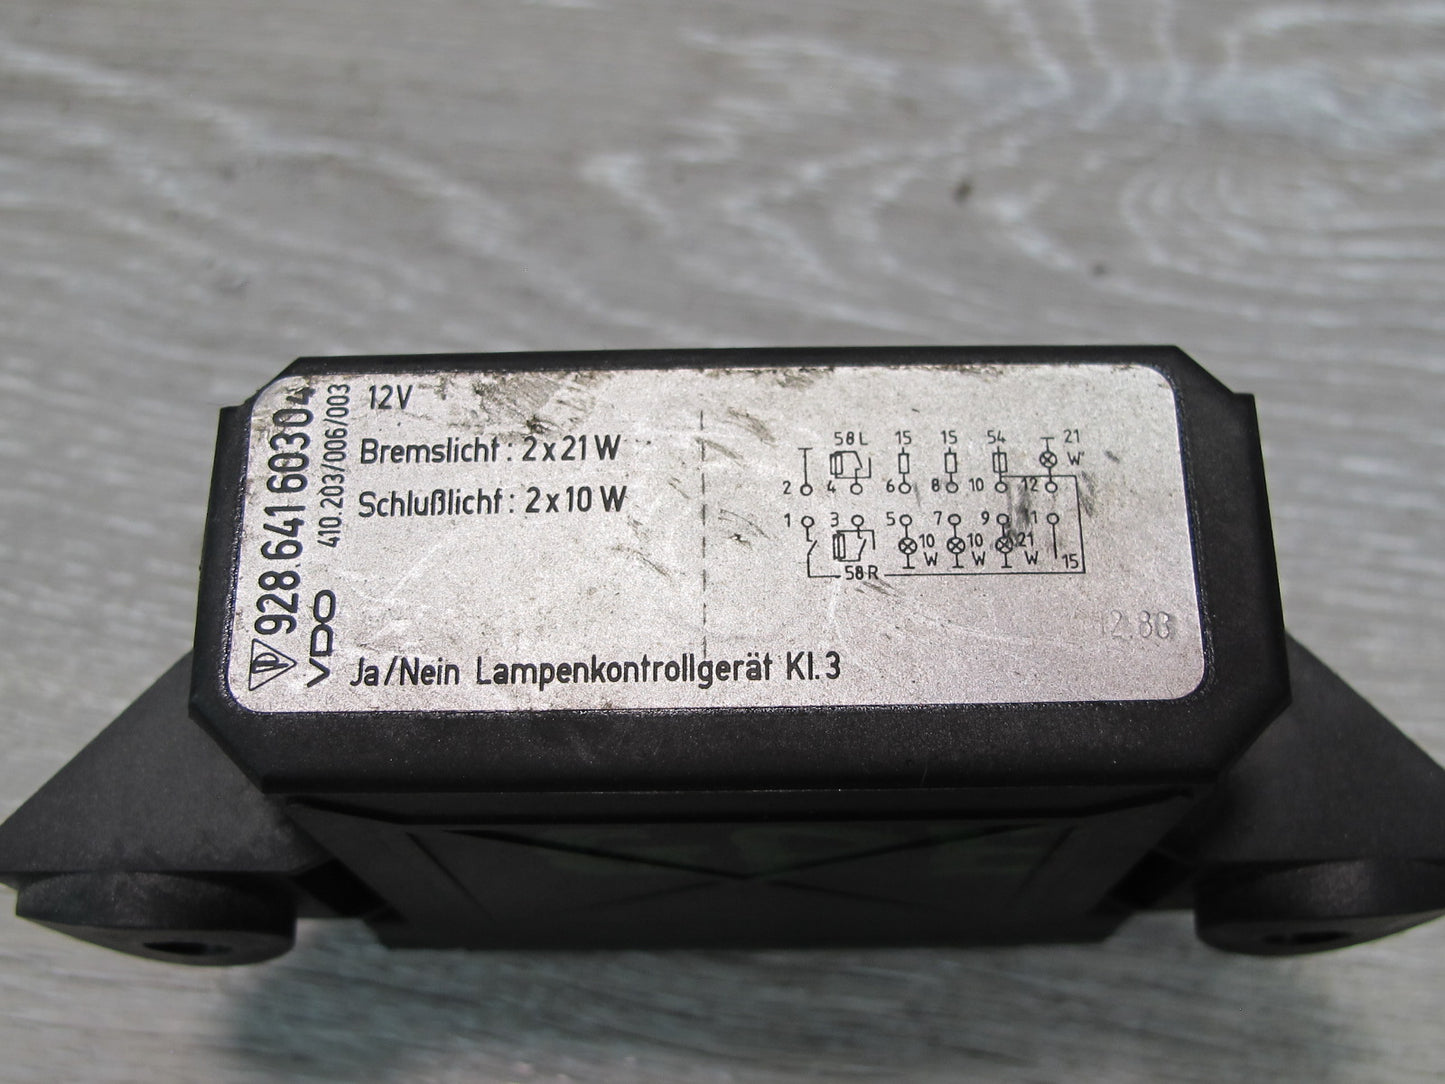 928.641 603 04
410.203/006/003
VDO
12V
Bremslicht : 2 x 21 W
Schlußlicht : 2 x 10 W
Ja/Nein Lampenkontrollgerät Kl. 3
58 L 15 15 54 21 W
2 4 6 8 10 12
1 3 5 7 9 11
10 W 10 W 21 W 15
58 R